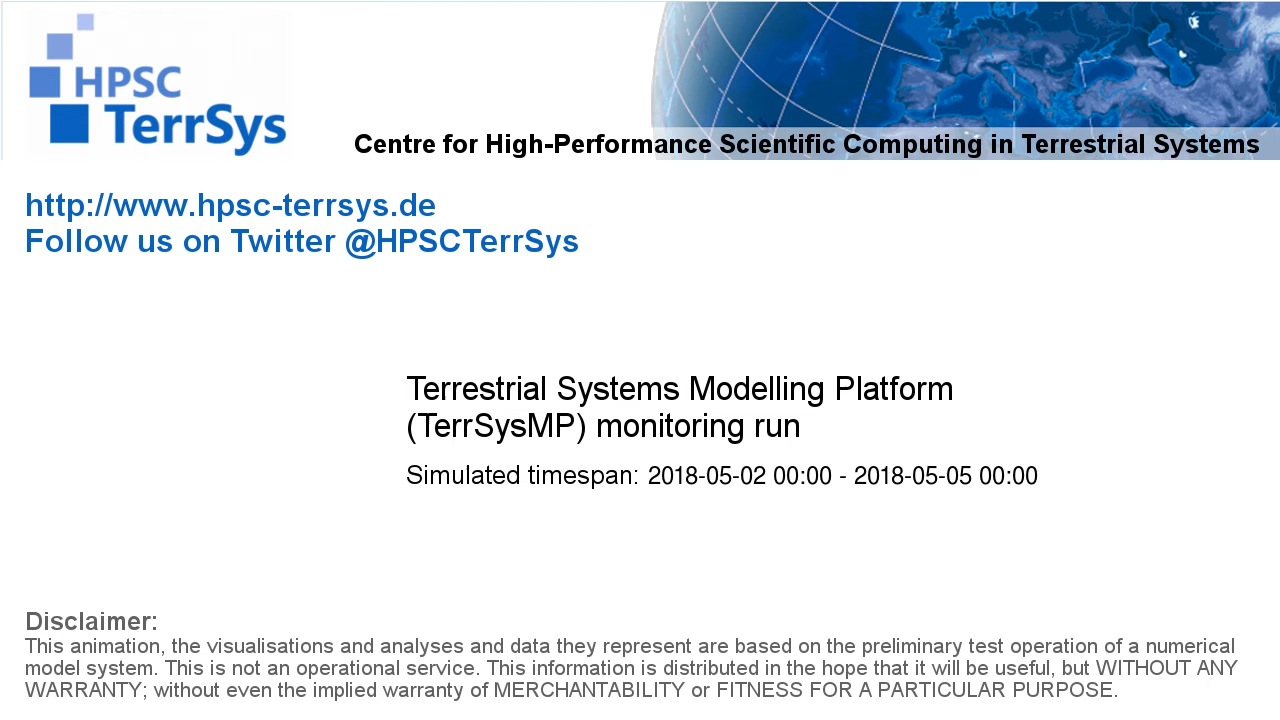 HPSC
TerrSys
Centre for High-Performance Scientific Computing in Terrestrial Systems
http://www.hpsc-terrsys.de
Follow us on Twitter @HPSCTerrSys
Terrestrial Systems Modelling Platform
(TerrSysMP) monitoring run
Simulated timespan: 2018-05-02 00:00 - 2018-05-05 00:00
Disclaimer:
This animation, the visualisations and analyses and data they represent are based on the preliminary test operation of a numerical
model system. This is not an operational service. This information is distributed in the hope that it will be useful, but WITHOUT ANY
WARRANTY; without even the implied warranty of MERCHANTABILITY or FITNESS FOR A PARTICULAR PURPOSE.